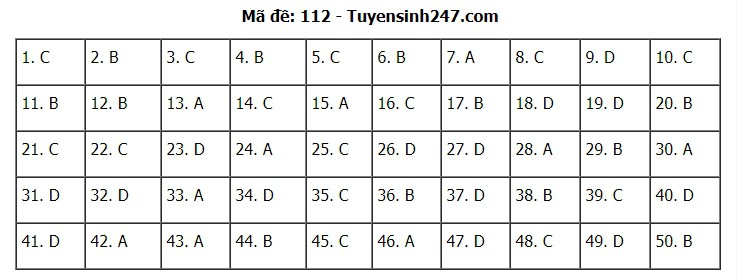 Mã đề: 112 - Tuyensinh247.com
1. C 2. B 3. C 4. B 5. C 6. B 7. A 8. C 9. D 10. C
11. B 12. B 13. A 14. C 15. A 16. C 17. B 18. D 19. D 20. B
21. C 22. C 23. D 24. A 25. C 26. D 27. D 28. A 29. B 30. A
31. D 32. D 33. A 34. D 35. C 36. B 37. D 38. B 39. C 40. D
41. D 42. A 43. A 44. B 45. C 46. A 47. D 48. C 49. D 50. B